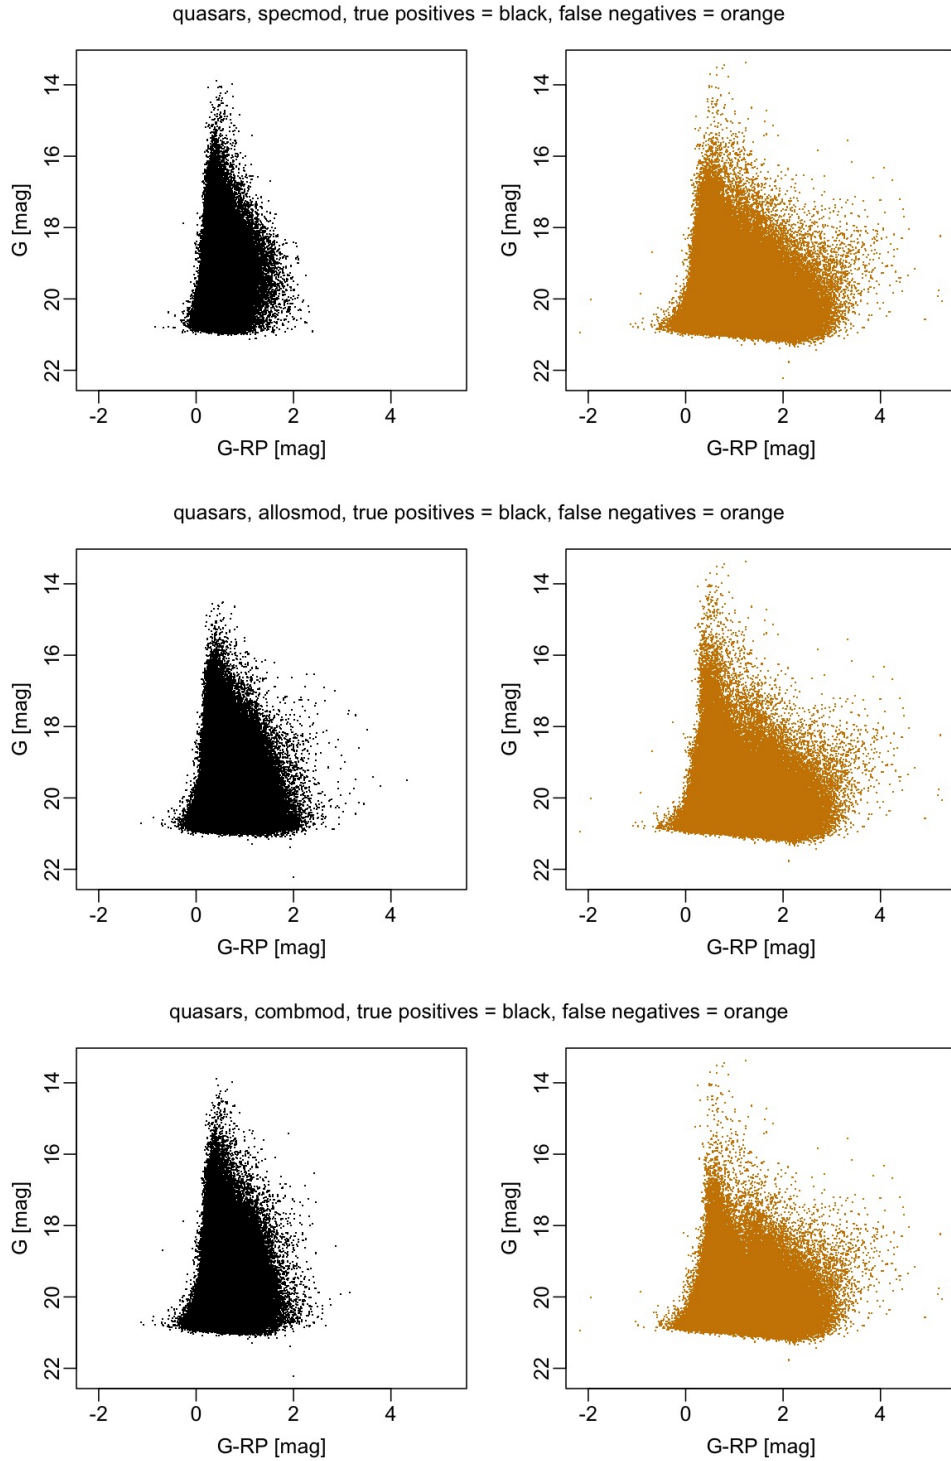 quasars, specmod, true positives = black, false negatives = orange
14
16
18
20
22
G [mag]
-2 0 2 4
G-RP [mag]
14
16
18
20
22
G [mag]
-2 0 2 4
G-RP [mag]
quasars, allosmod, true positives = black, false negatives = orange
14
16
18
20
22
G [mag]
-2 0 2 4
G-RP [mag]
14
16
18
20
22
G [mag]
-2 0 2 4
G-RP [mag]
quasars, combmod, true positives = black, false negatives = orange
14
16
18
20
22
G [mag]
-2 0 2 4
G-RP [mag]
14
16
18
20
22
G [mag]
-2 0 2 4
G-RP [mag]